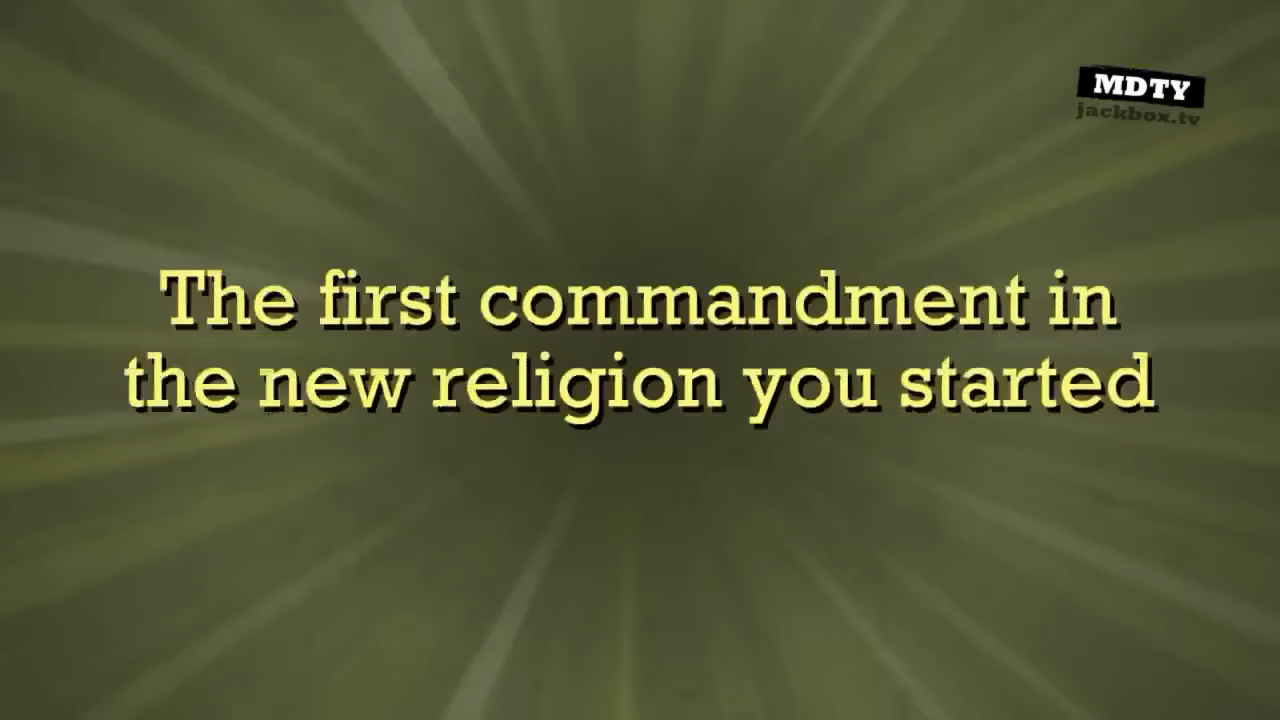 MDTY
jackbox.tv
The first commandment in
the new religion you started